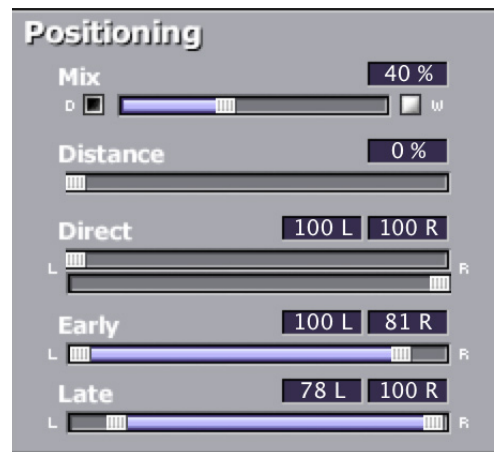 Positioning
Mix 40 %
D W
Distance 0 %
Direct 100 L 100 R
L R
Early 100 L 81 R
L R
Late 78 L 100 R
L R